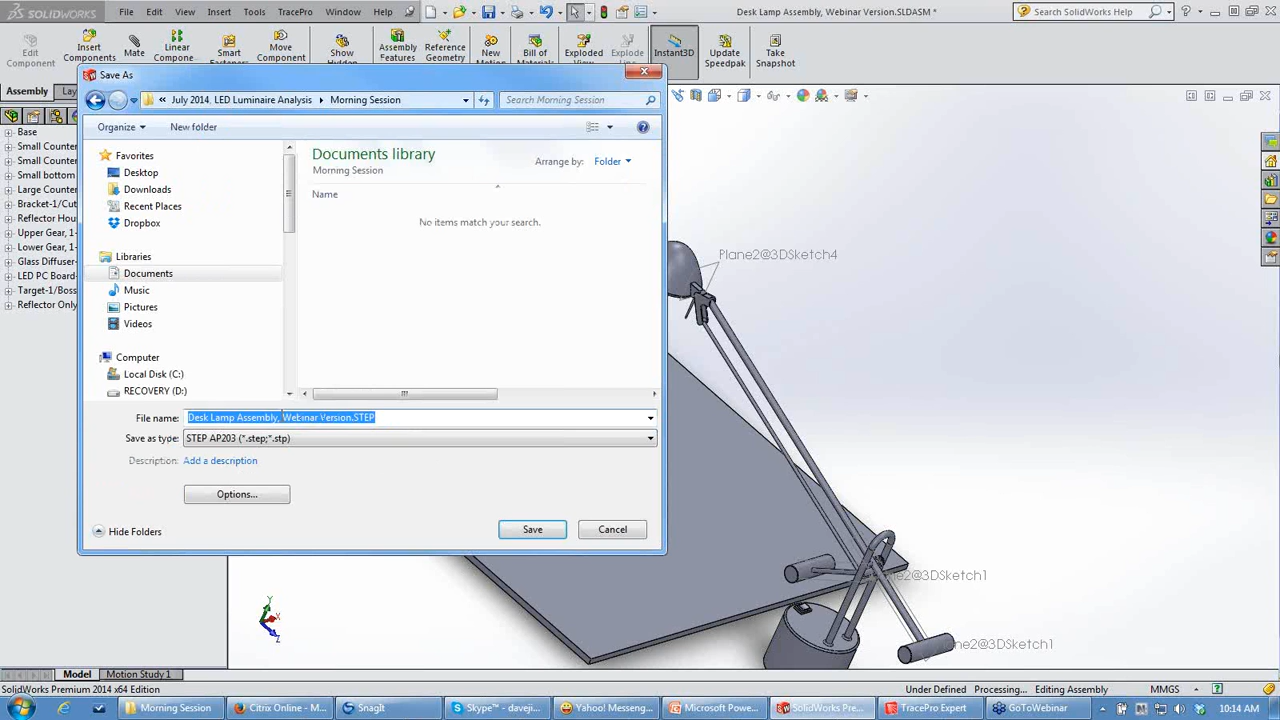 SOLIDWORKS File Edit View Insert Tools TracePro Window Help Desk Lamp Assembly, Webinar Version.SLDASM * Search SolidWorks Help
Edit Component
Insert Components
Mate
Linear Compone...
Smart
Move Component
Show Hidden
Assembly Features
Reference Geometry
New
Bill of Materials
Exploded
Explode
Instant3D
Update Speedpak
Take Snapshot
Assembly
Base
Small Counter
Small Counter
Small bottom
Large Counter
Bracket-1/Cut
Reflector Hou
Upper Gear, 1-
Lower Gear, 1-
Glass Diffuser-
LED PC Board-
Target-1/Boss
Reflector Only
Save As
« July 2014, LED Luminaire Analysis Morning Session
Search Morning Session
Organize New folder
Favorites
Desktop
Downloads
Recent Places
Dropbox
Libraries
Documents
Music
Pictures
Videos
Computer
Local Disk (C:)
RECOVERY (D:)
Documents library
Morning Session
Arrange by: Folder
Name
No items match your search.
File name: Desk Lamp Assembly, Webinar Version.STEP
Save as type: STEP AP203 (*.step;*.stp)
Description: Add a description
Options...
Hide Folders
Save Cancel
Plane2@3DSketch4
ne2@3DSketch1
ne2@3DSketch1
Model Motion Study 1
SolidWorks Premium 2014 x64 Edition
Under Defined Processing... Editing Assembly MMGS
Morning Session
Citrix Online - M...
SnagIt
Skype™ - daveji...
Yahoo! Messeng...
Microsoft Powe...
SolidWorks Pre...
TracePro Expert
GoToWebinar
10:14 AM